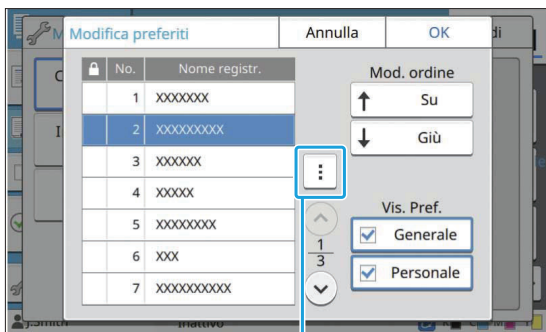 Modifica preferiti
Annulla
OK
No. Nome registr.
1 XXXXXXX
2 XXXXXXXXX
3 XXXXXX
4 XXXXX
5 XXXXXXXX
6 XXX
7 XXXXXXXXXX
1
3
Mod. ordine
Su
Giù
Vis. Pref.
Generale
Personale
J.Smith
Inattivo